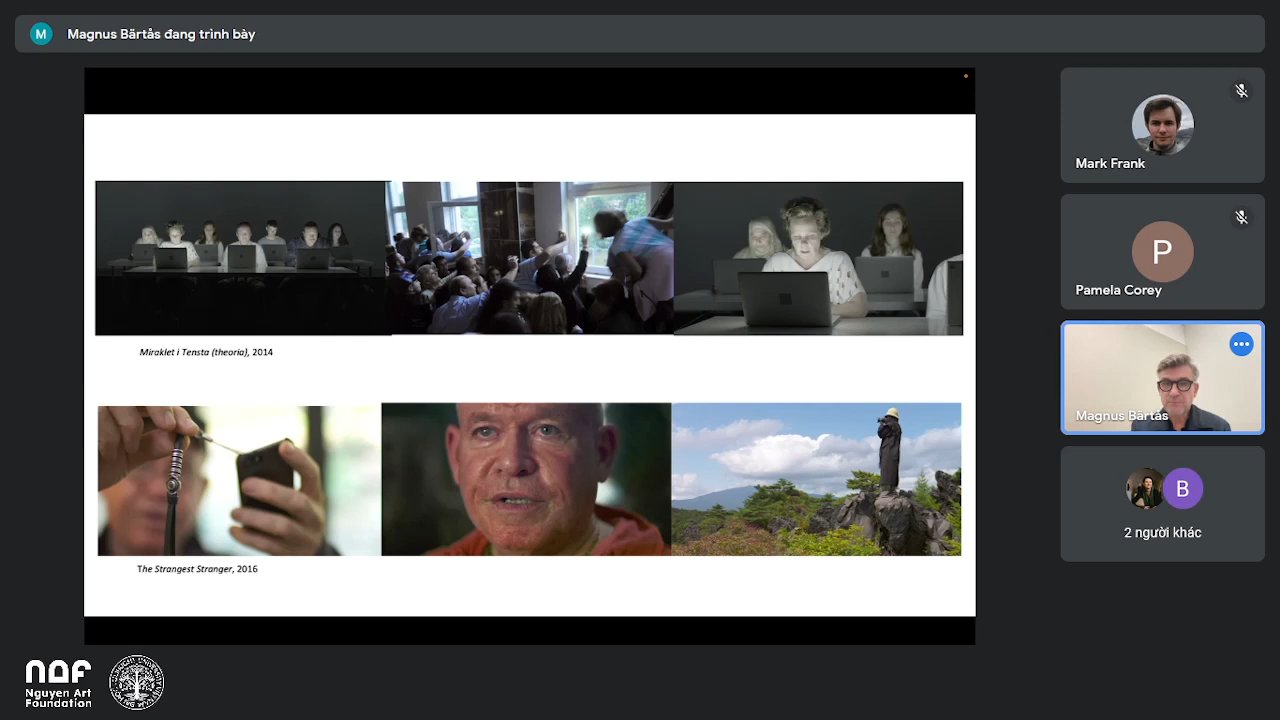 M
Magnus Bärtås đang trình bày
Mark Frank
P
Pamela Corey
Magnus Bärtås
B
2 người khác
Miraklet i Tensta (theoria), 2014
The Strangest Stranger, 2016
naf
Nguyen Art
Foundation